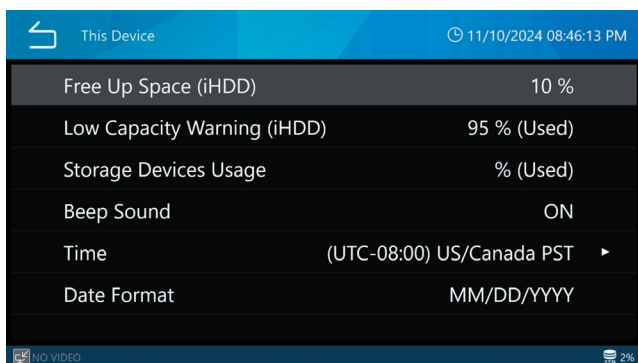 This Device 11/10/2024 08:46:13 PM
Free Up Space (iHDD) 10 %
Low Capacity Warning (iHDD) 95 % (Used)
Storage Devices Usage % (Used)
Beep Sound ON
Time (UTC-08:00) US/Canada PST ►
Date Format MM/DD/YYYY
NO VIDEO 2%